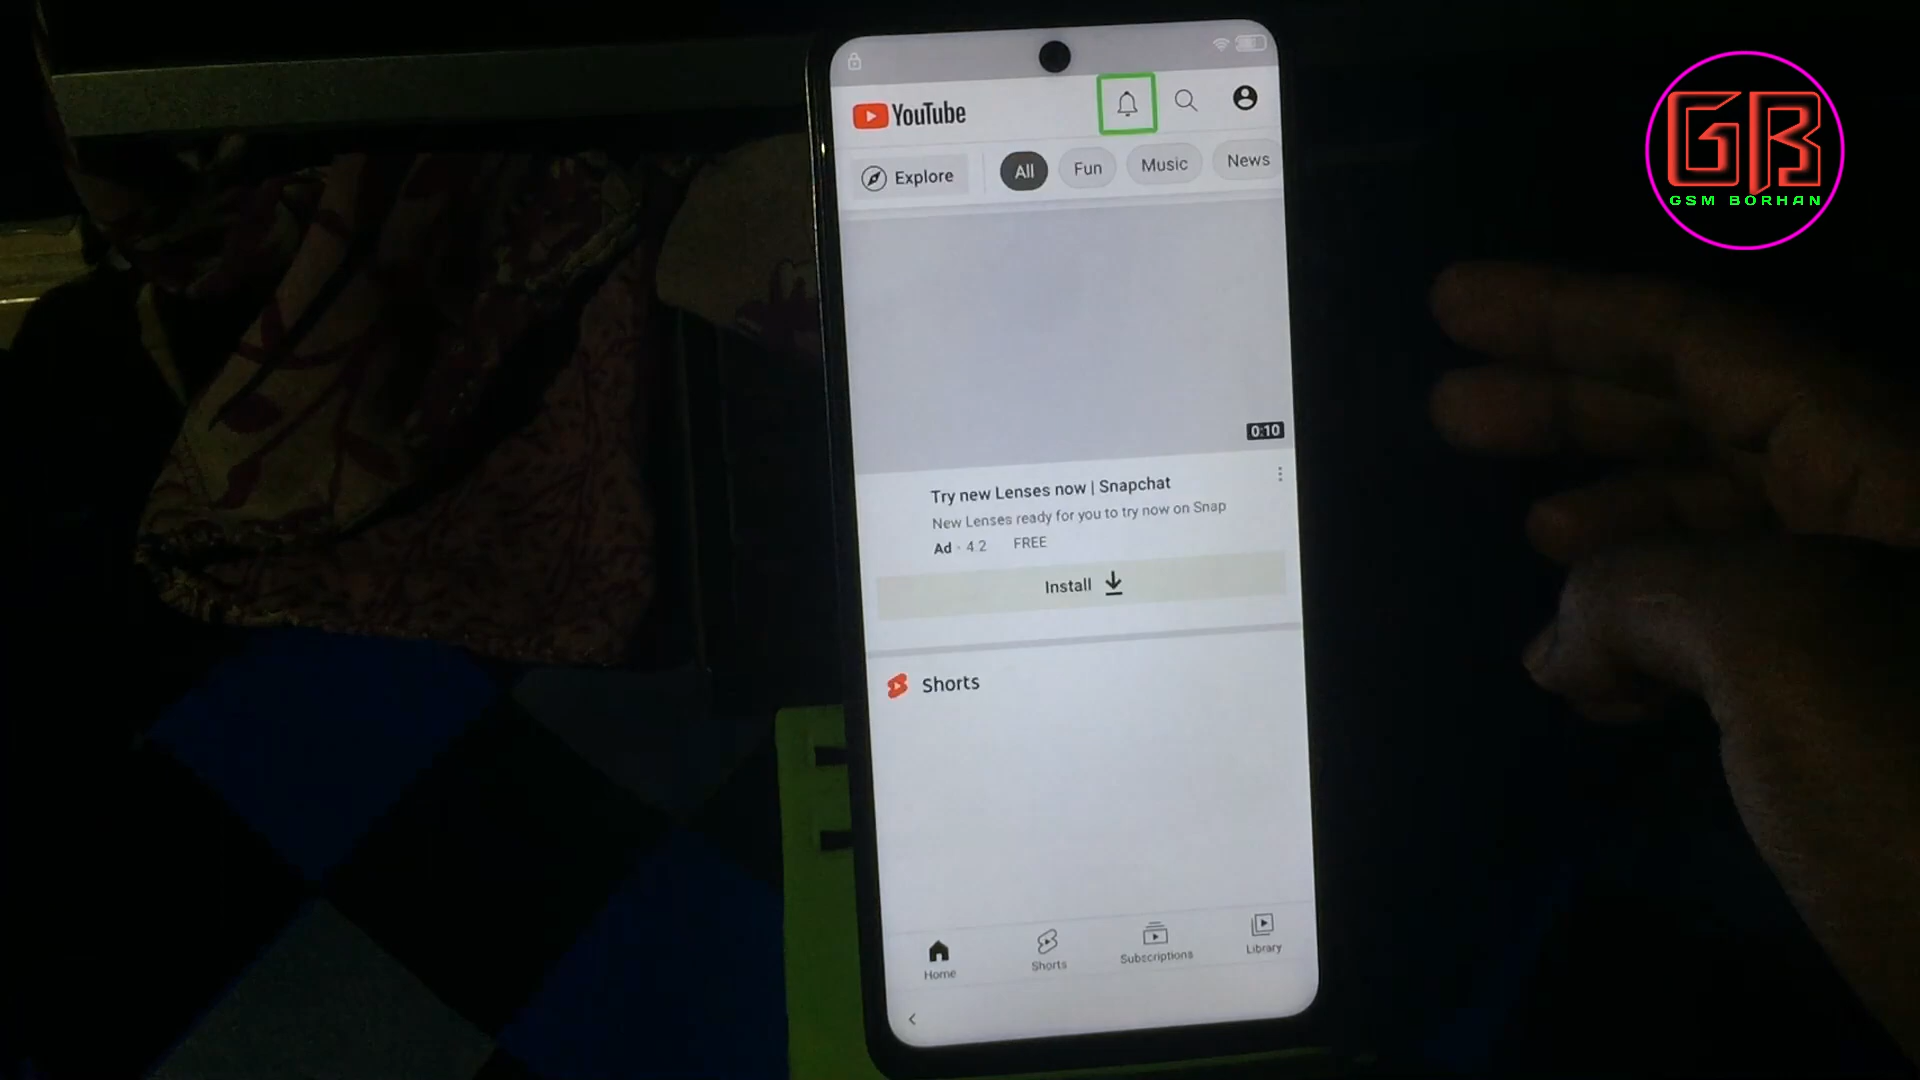 YouTube
Explore
All
Fun
Music
News
0:10
Try new Lenses now | Snapchat
New Lenses ready for you to try now on Snap
Ad · 4.2 FREE
Install
Shorts
Home
Shorts
Subscriptions
Library
GB
GSM BORHAN